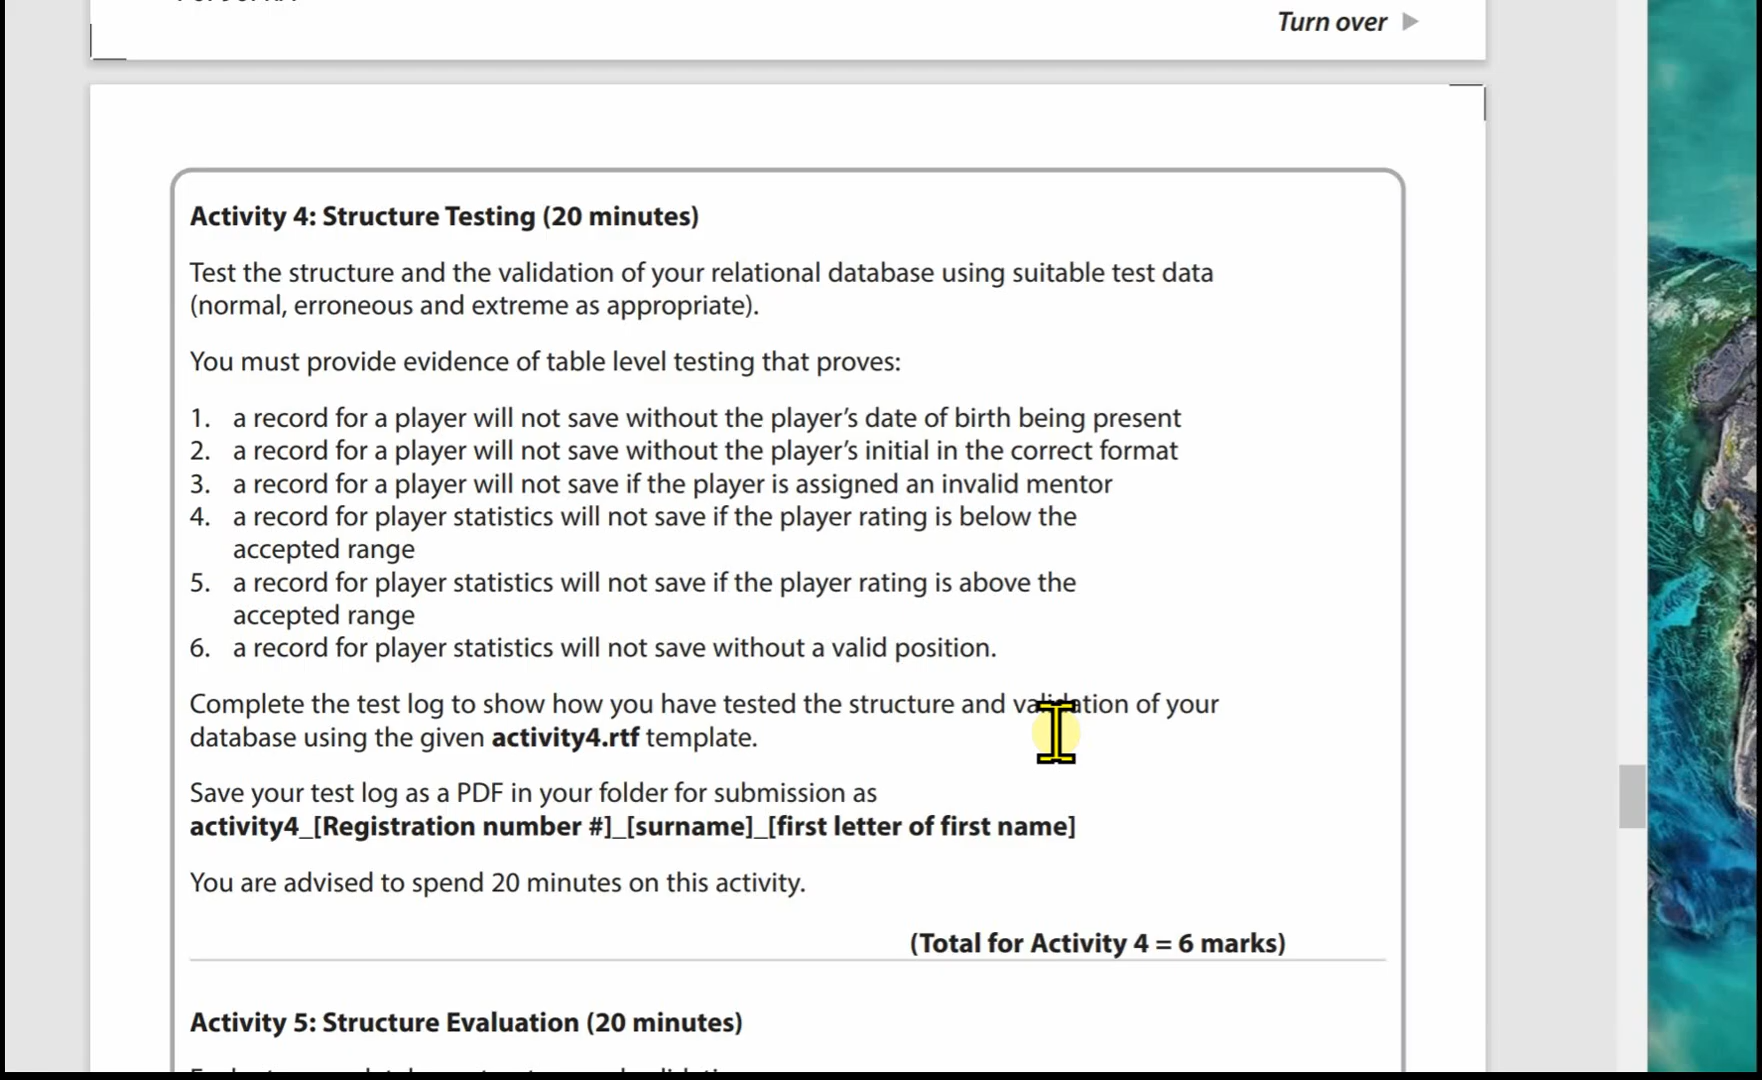 Turn over
Activity 4: Structure Testing (20 minutes)
Test the structure and the validation of your relational database using suitable test data
(normal, erroneous and extreme as appropriate).
You must provide evidence of table level testing that proves:
1. a record for a player will not save without the player’s date of birth being present
2. a record for a player will not save without the player’s initial in the correct format
3. a record for a player will not save if the player is assigned an invalid mentor
4. a record for player statistics will not save if the player rating is below the
accepted range
5. a record for player statistics will not save if the player rating is above the
accepted range
6. a record for player statistics will not save without a valid position.
Complete the test log to show how you have tested the structure and validation of your
database using the given activity4.rtf template.
Save your test log as a PDF in your folder for submission as
activity4_[Registration number #]_[surname]_[first letter of first name]
You are advised to spend 20 minutes on this activity.
(Total for Activity 4 = 6 marks)
Activity 5: Structure Evaluation (20 minutes)